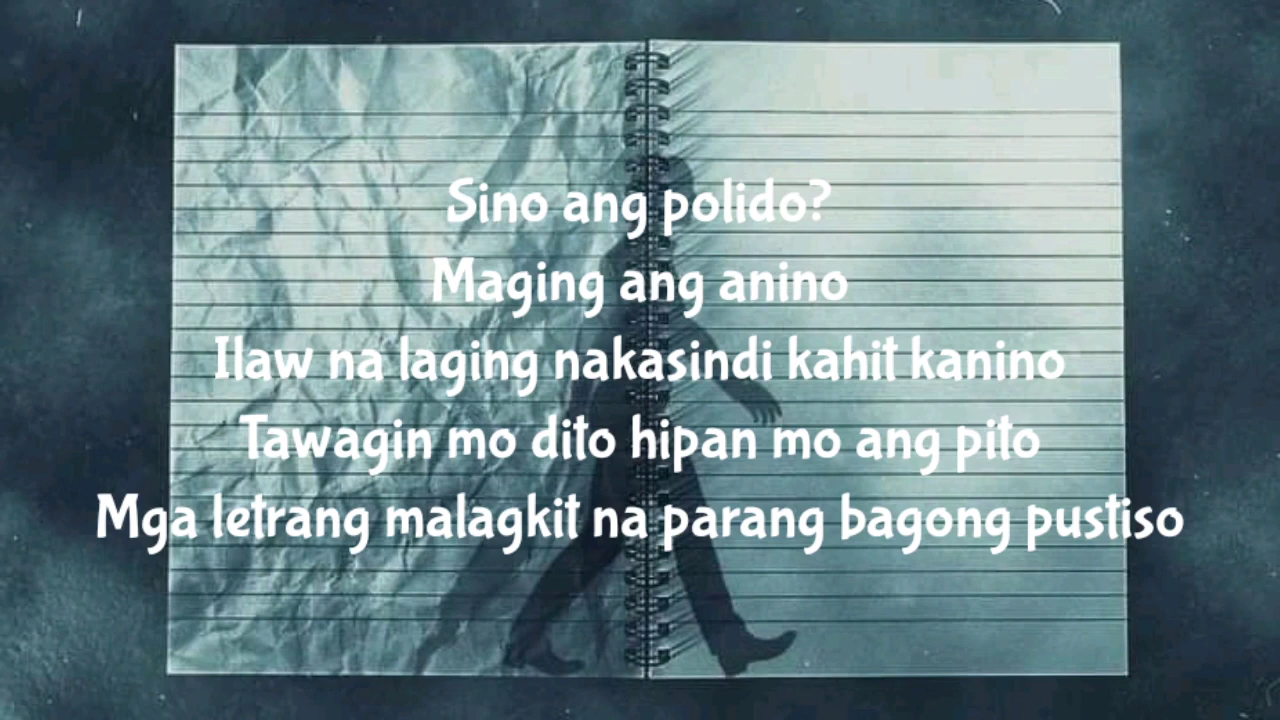 Sino ang polido?
Maging ang anino
Ilaw na laging nakasindi kahit kanino
Tawagin mo dito hipan mo ang pito
Mga letrang malagkit na parang bagong pustiso